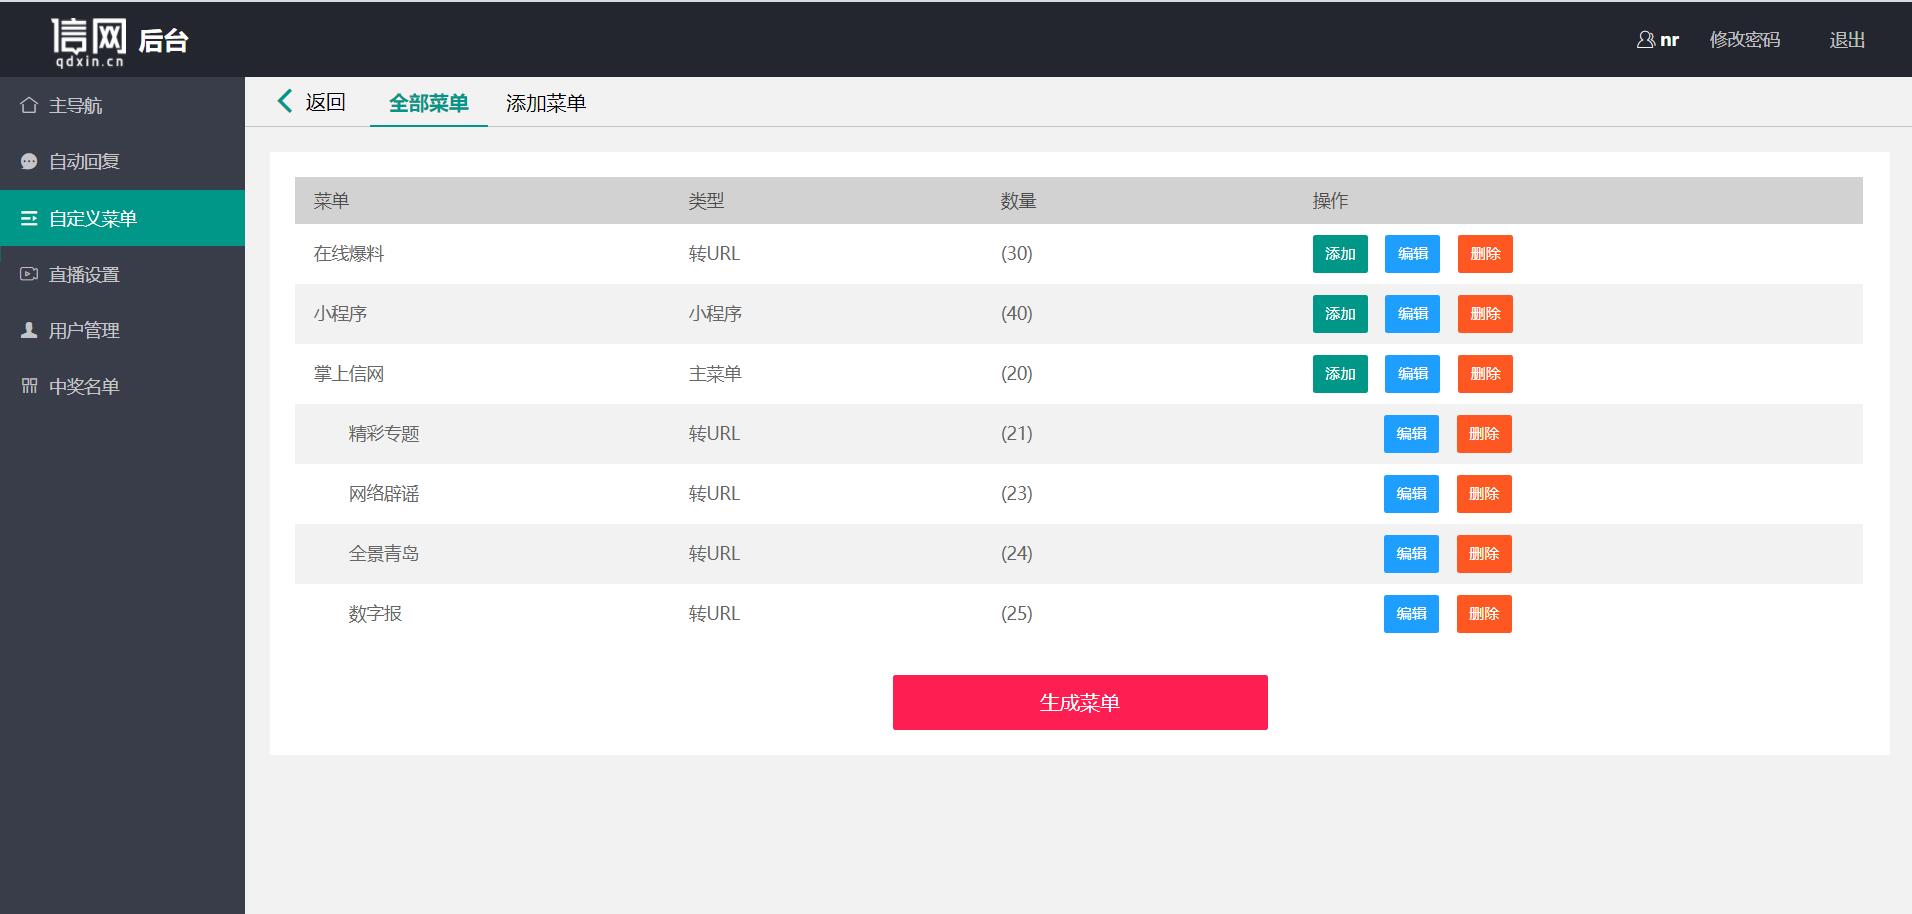 信网 后台
qdxin.cn
nr 修改密码 退出
主导航
自动回复
自定义菜单
直播设置
用户管理
中奖名单
返回 全部菜单 添加菜单
菜单 类型 数量 操作
在线爆料 转URL (30) 添加 编辑 删除
小程序 小程序 (40) 添加 编辑 删除
掌上信网 主菜单 (20) 添加 编辑 删除
精彩专题 转URL (21) 编辑 删除
网络辟谣 转URL (23) 编辑 删除
全景青岛 转URL (24) 编辑 删除
数字报 转URL (25) 编辑 删除
生成菜单